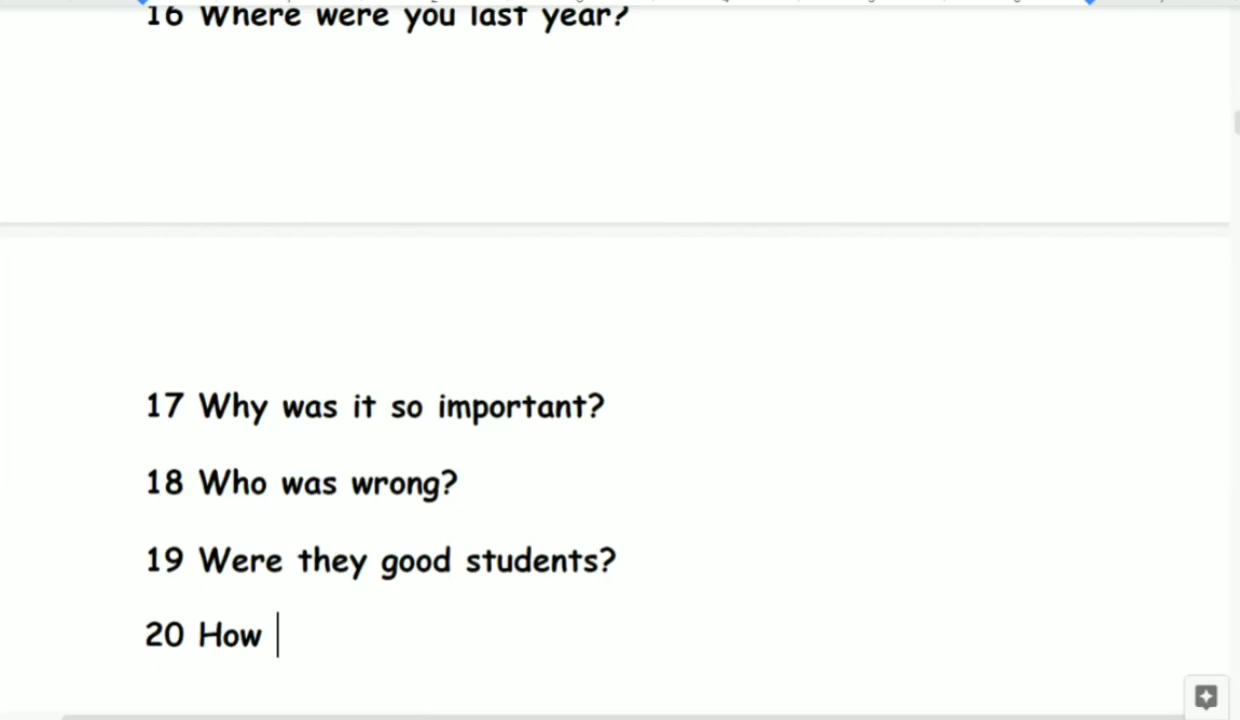 16 Where were you last year?
17 Why was it so important?
18 Who was wrong?
19 Were they good students?
20 How